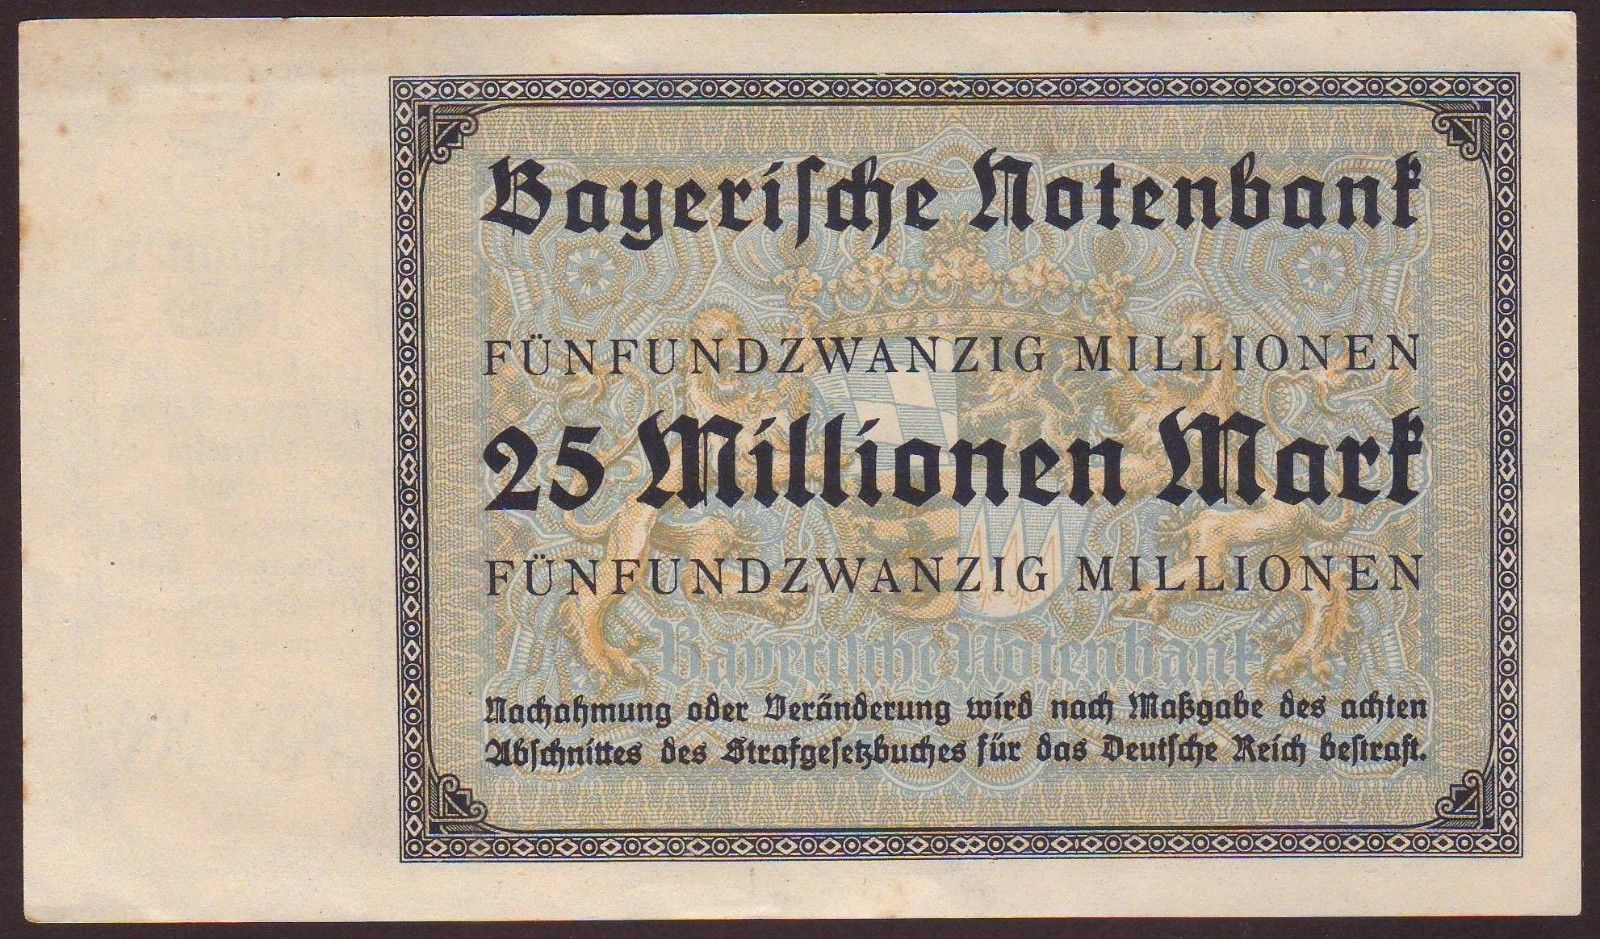 Bayeriſche Notenbank
FÜNFUNDZWANZIG MILLIONEN
25 Millionen Mark
FÜNFUNDZWANZIG MILLIONEN
Bayeriſche Notenbank
Nachahmung oder Veränderung wird nach Maßgabe des achten
Abſchnittes des Strafgeſetzbuches für das Deutſche Reich beſtraft.